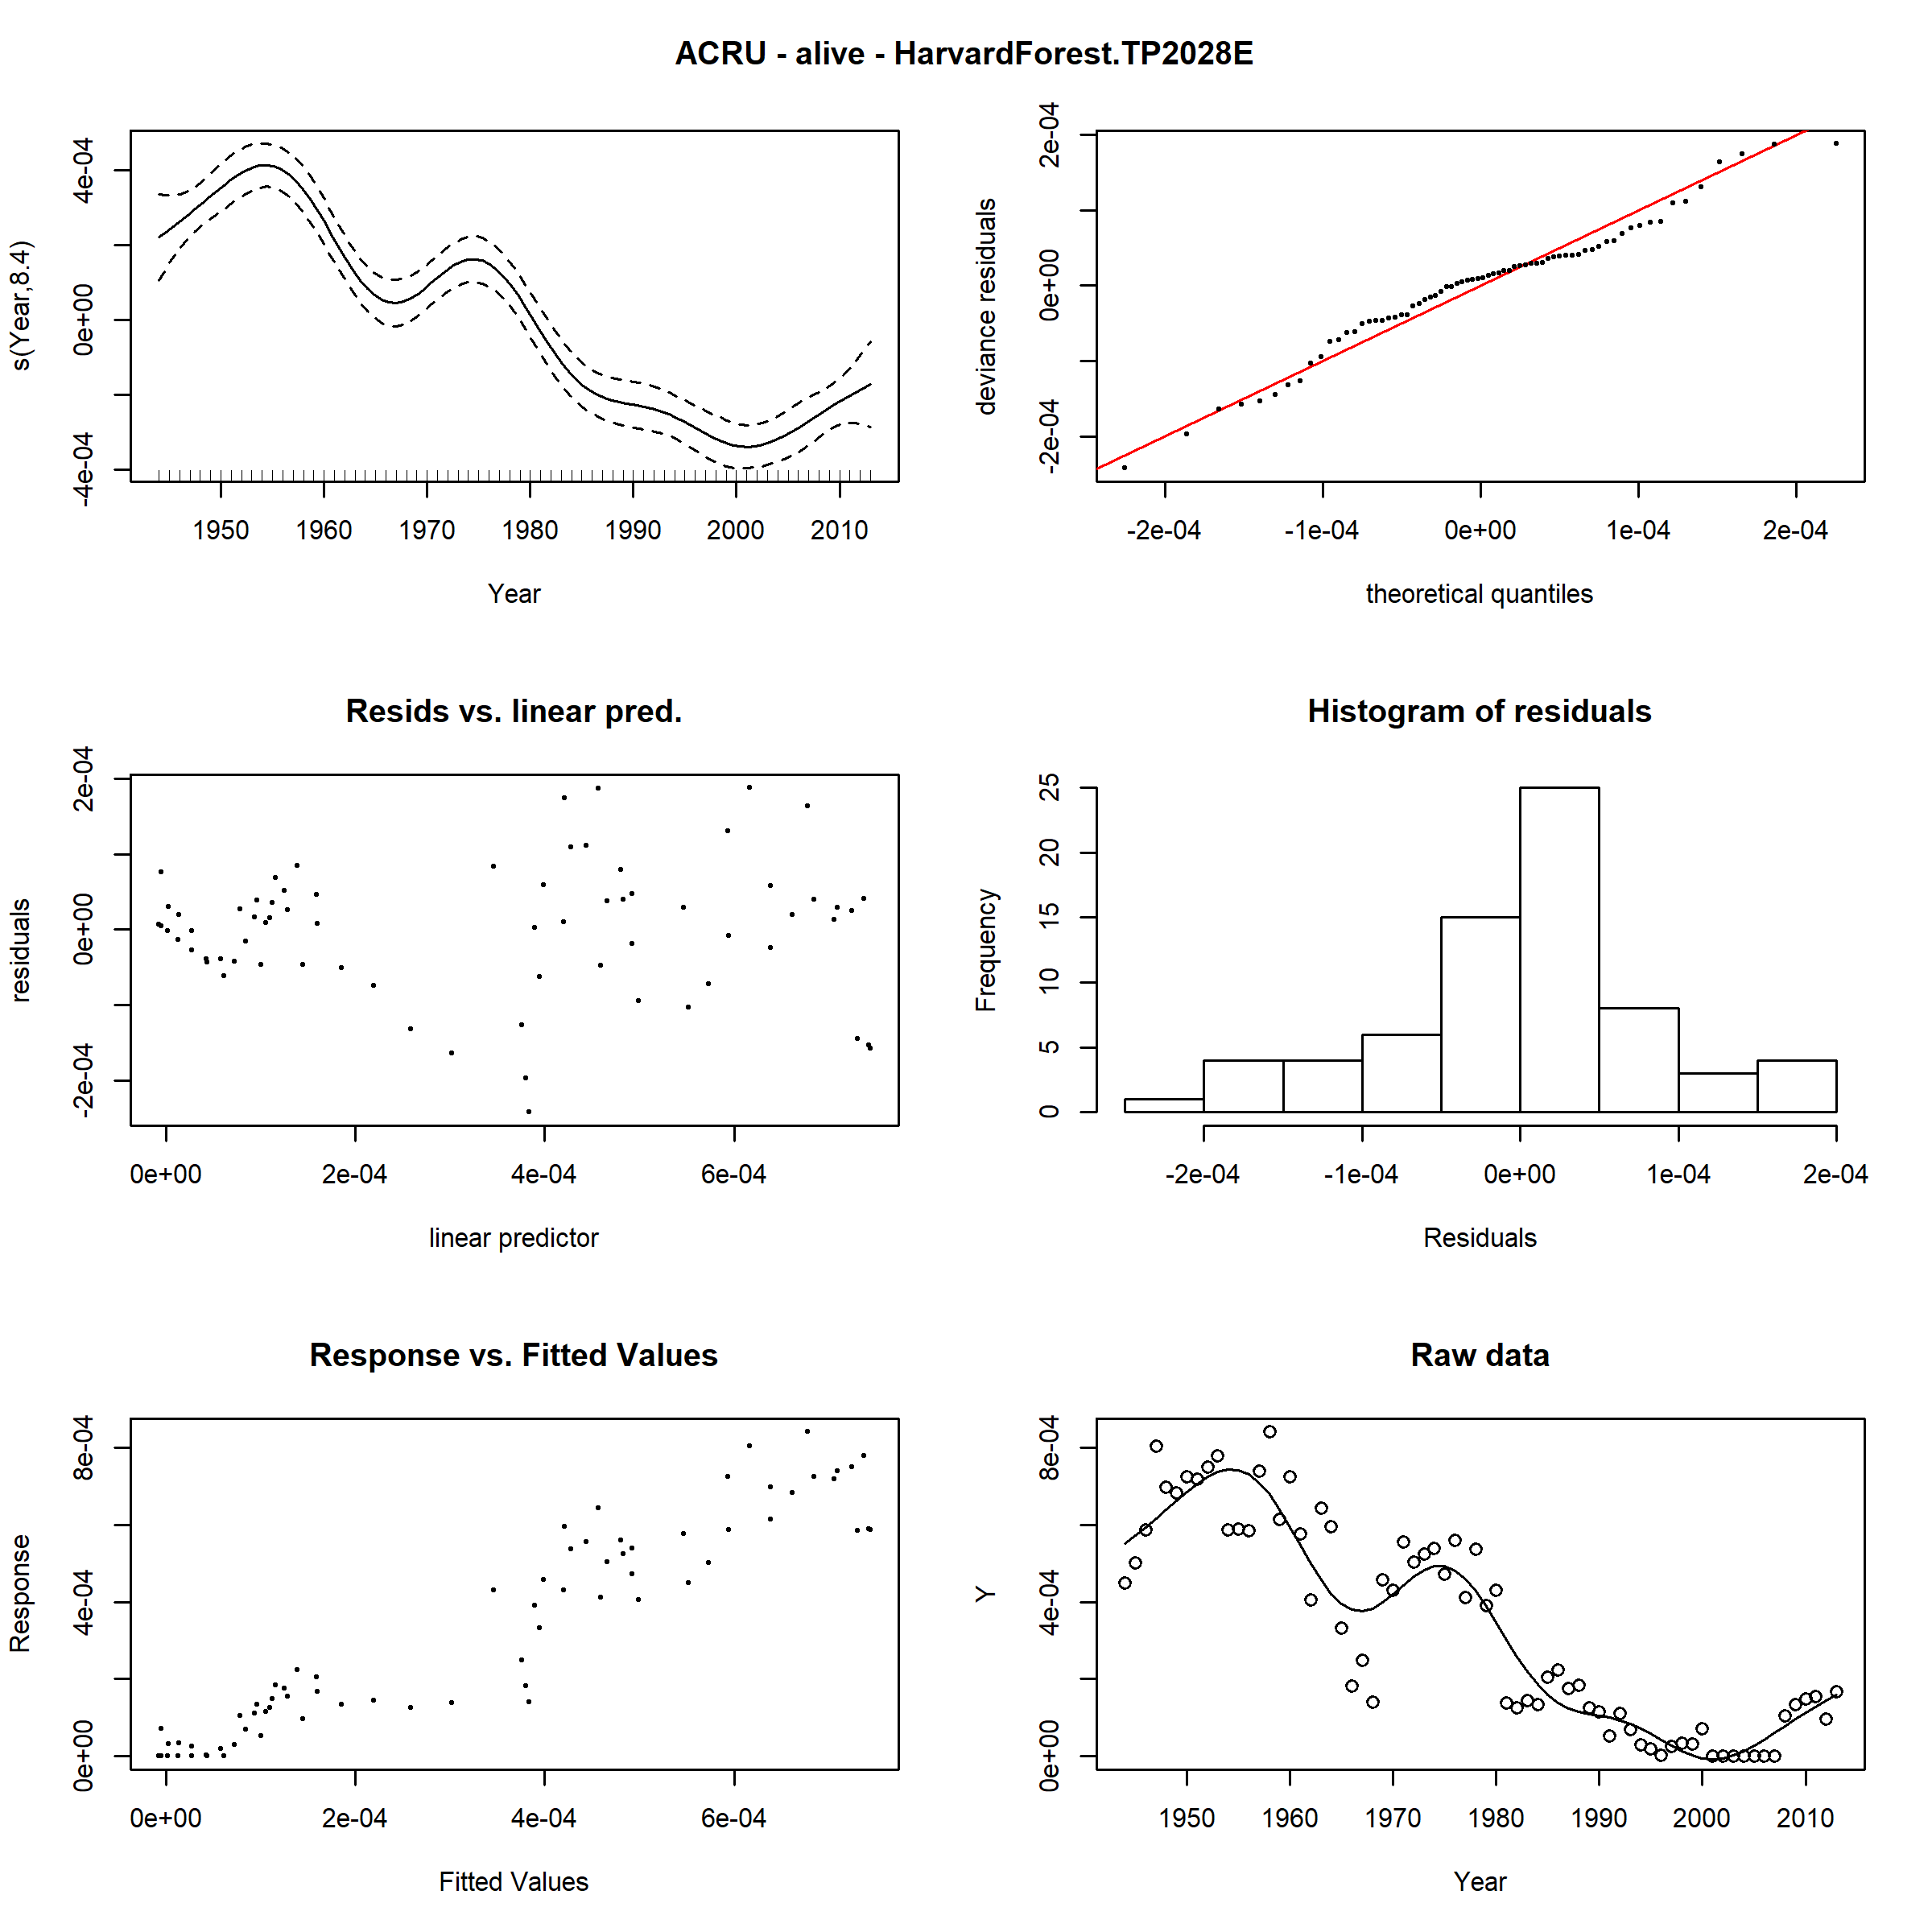 ACRU - alive - HarvardForest.TP2028E
s(Year,8.4)
4e-04
0e+00
-4e-04
1950 1960 1970 1980 1990 2000 2010
Year
deviance residuals
2e-04
0e+00
-2e-04
-2e-04 -1e-04 0e+00 1e-04 2e-04
theoretical quantiles
Resids vs. linear pred.
residuals
2e-04
0e+00
-2e-04
0e+00 2e-04 4e-04 6e-04
linear predictor
Histogram of residuals
Frequency
25
20
15
10
5
0
-2e-04 -1e-04 0e+00 1e-04 2e-04
Residuals
Response vs. Fitted Values
Response
8e-04
4e-04
0e+00
0e+00 2e-04 4e-04 6e-04
Fitted Values
Raw data
Y
8e-04
4e-04
0e+00
1950 1960 1970 1980 1990 2000 2010
Year